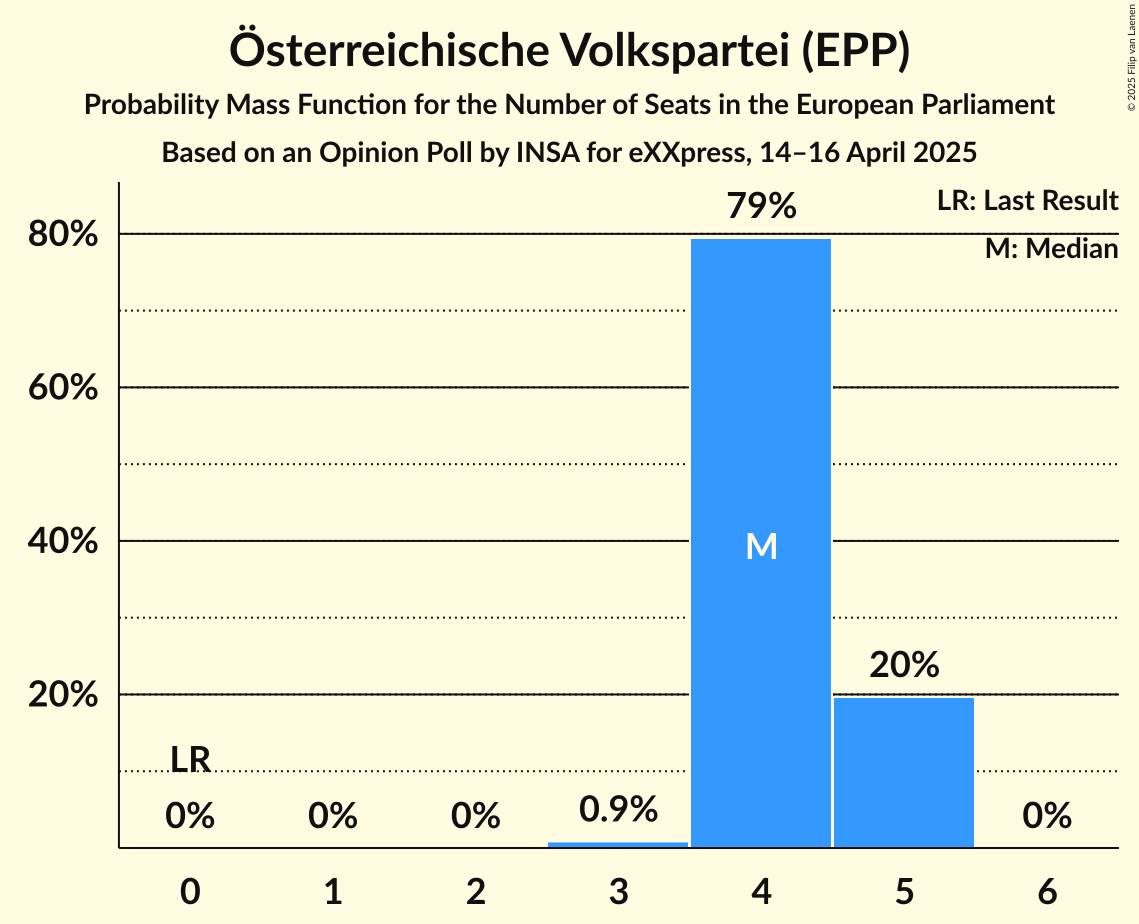 Österreichische Volkspartei (EPP)
Probability Mass Function for the Number of Seats in the European Parliament
Based on an Opinion Poll by INSA for eXXpress, 14–16 April 2025
© 2025 Filip van Laenen
LR: Last Result
M: Median
79%
80%
60%
40%
M
20%
20%
LR
0% 0% 0% 0.9% 0%
0 1 2 3 4 5 6